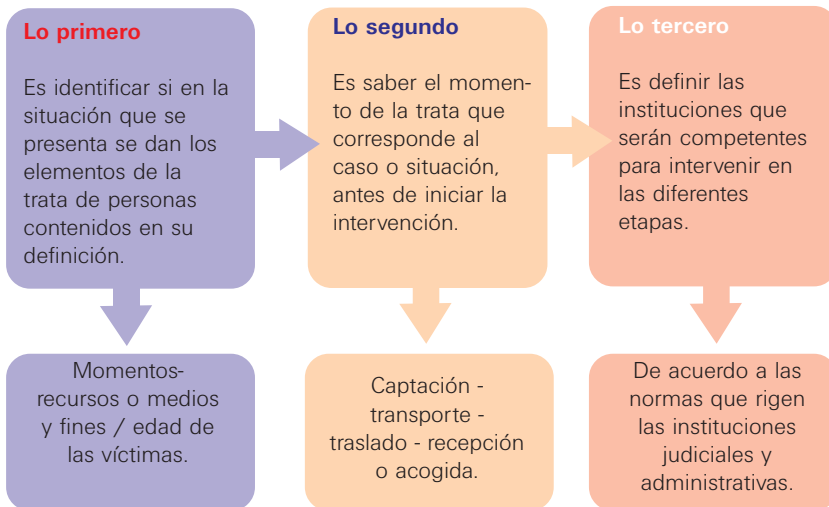 Lo primero
Es identificar si en la
situación que se
presenta se dan los
elementos de la
trata de personas
contenidos en su
definición.
Lo segundo
Es saber el momen-
to de la trata que
corresponde al
caso o situación,
antes de iniciar la
intervención.
Lo tercero
Es definir las
instituciones que
serán competentes
para intervenir en
las diferentes
etapas.
Momentos-
recursos o medios
y fines / edad de
las víctimas.
Captación -
transporte -
traslado - recepción
o acogida.
De acuerdo a las
normas que rigen
las instituciones
judiciales y
administrativas.